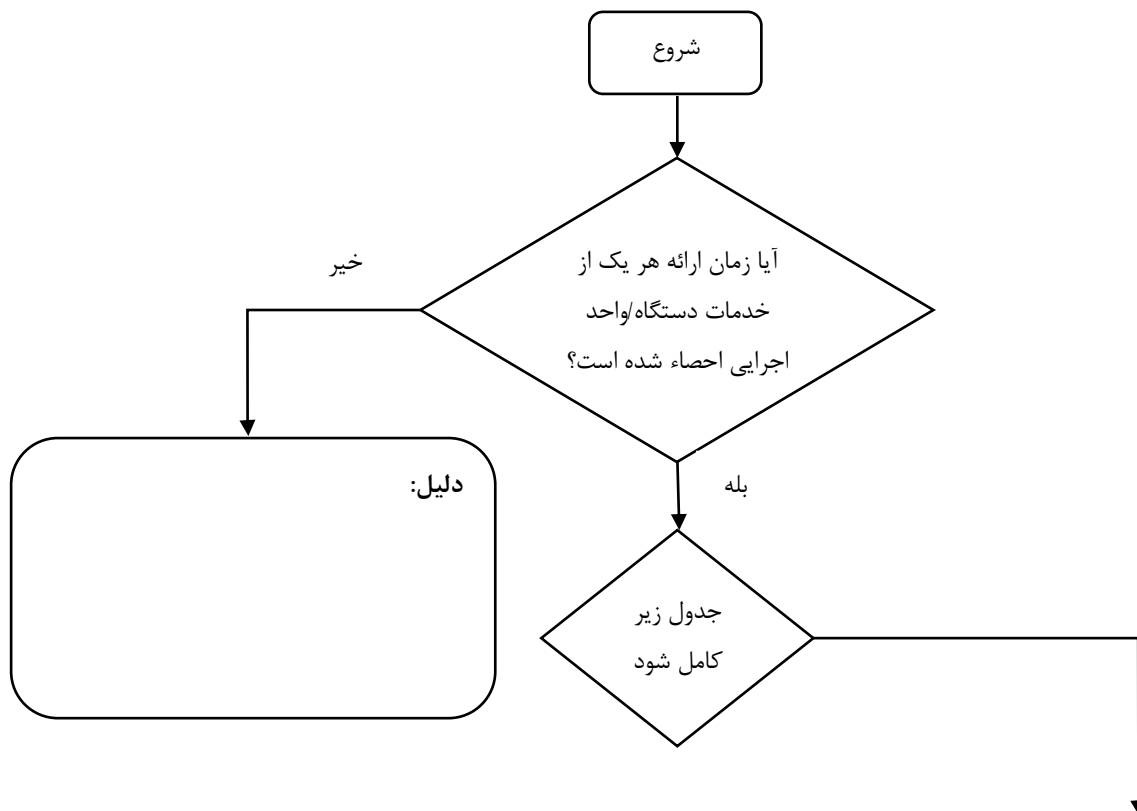 شروع
آیا زمان ارائه هر یک از
خدمات دستگاه/واحد
اجرایی احصاء شده است؟
خیر
دلیل:
بله
جدول زیر
کامل شود